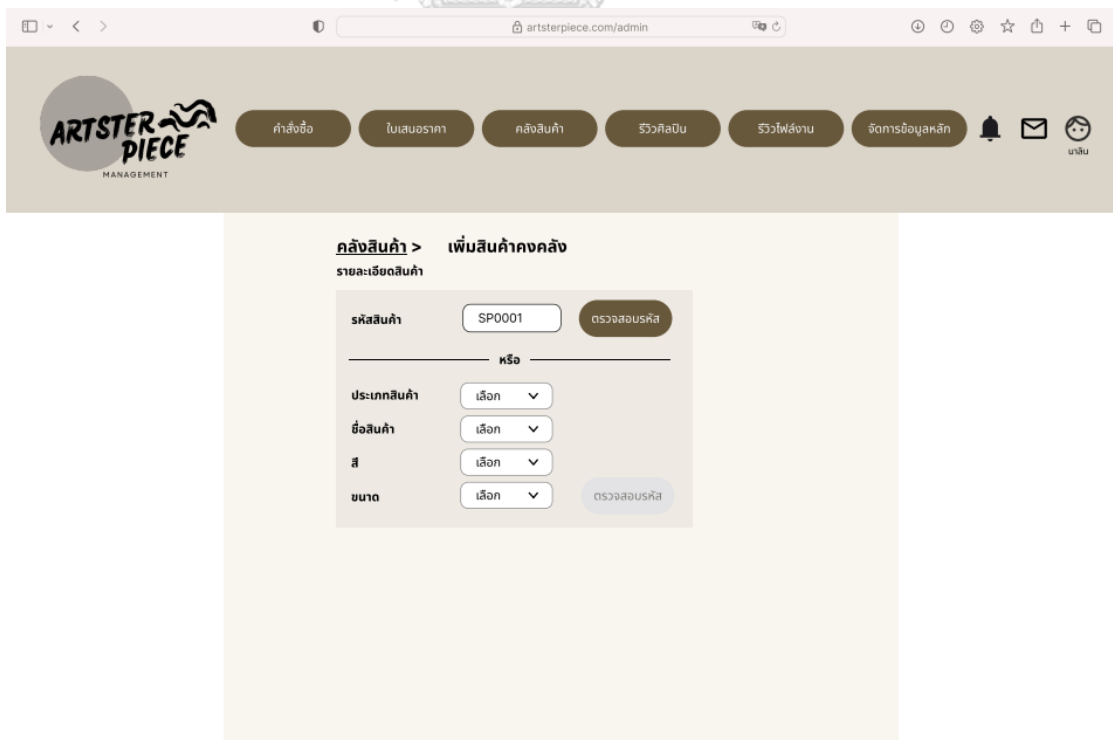 artsterpiece.com/admin
ARTSTER
PIECE
MANAGEMENT
คำสั่งซื้อ
ใบเสนอราคา
คลังสินค้า
รีวิวศิลปิน
รีวิวไฟล์งาน
จัดการข้อมูลหลัก
นาลิน
คลังสินค้า > เพิ่มสินค้าคงคลัง
รายละเอียดสินค้า
รหัสสินค้า SP0001 ตรวจสอบรหัส
หรือ
ประเภทสินค้า เลือก
ชื่อสินค้า เลือก
สี เลือก
ขนาด เลือก ตรวจสอบรหัส